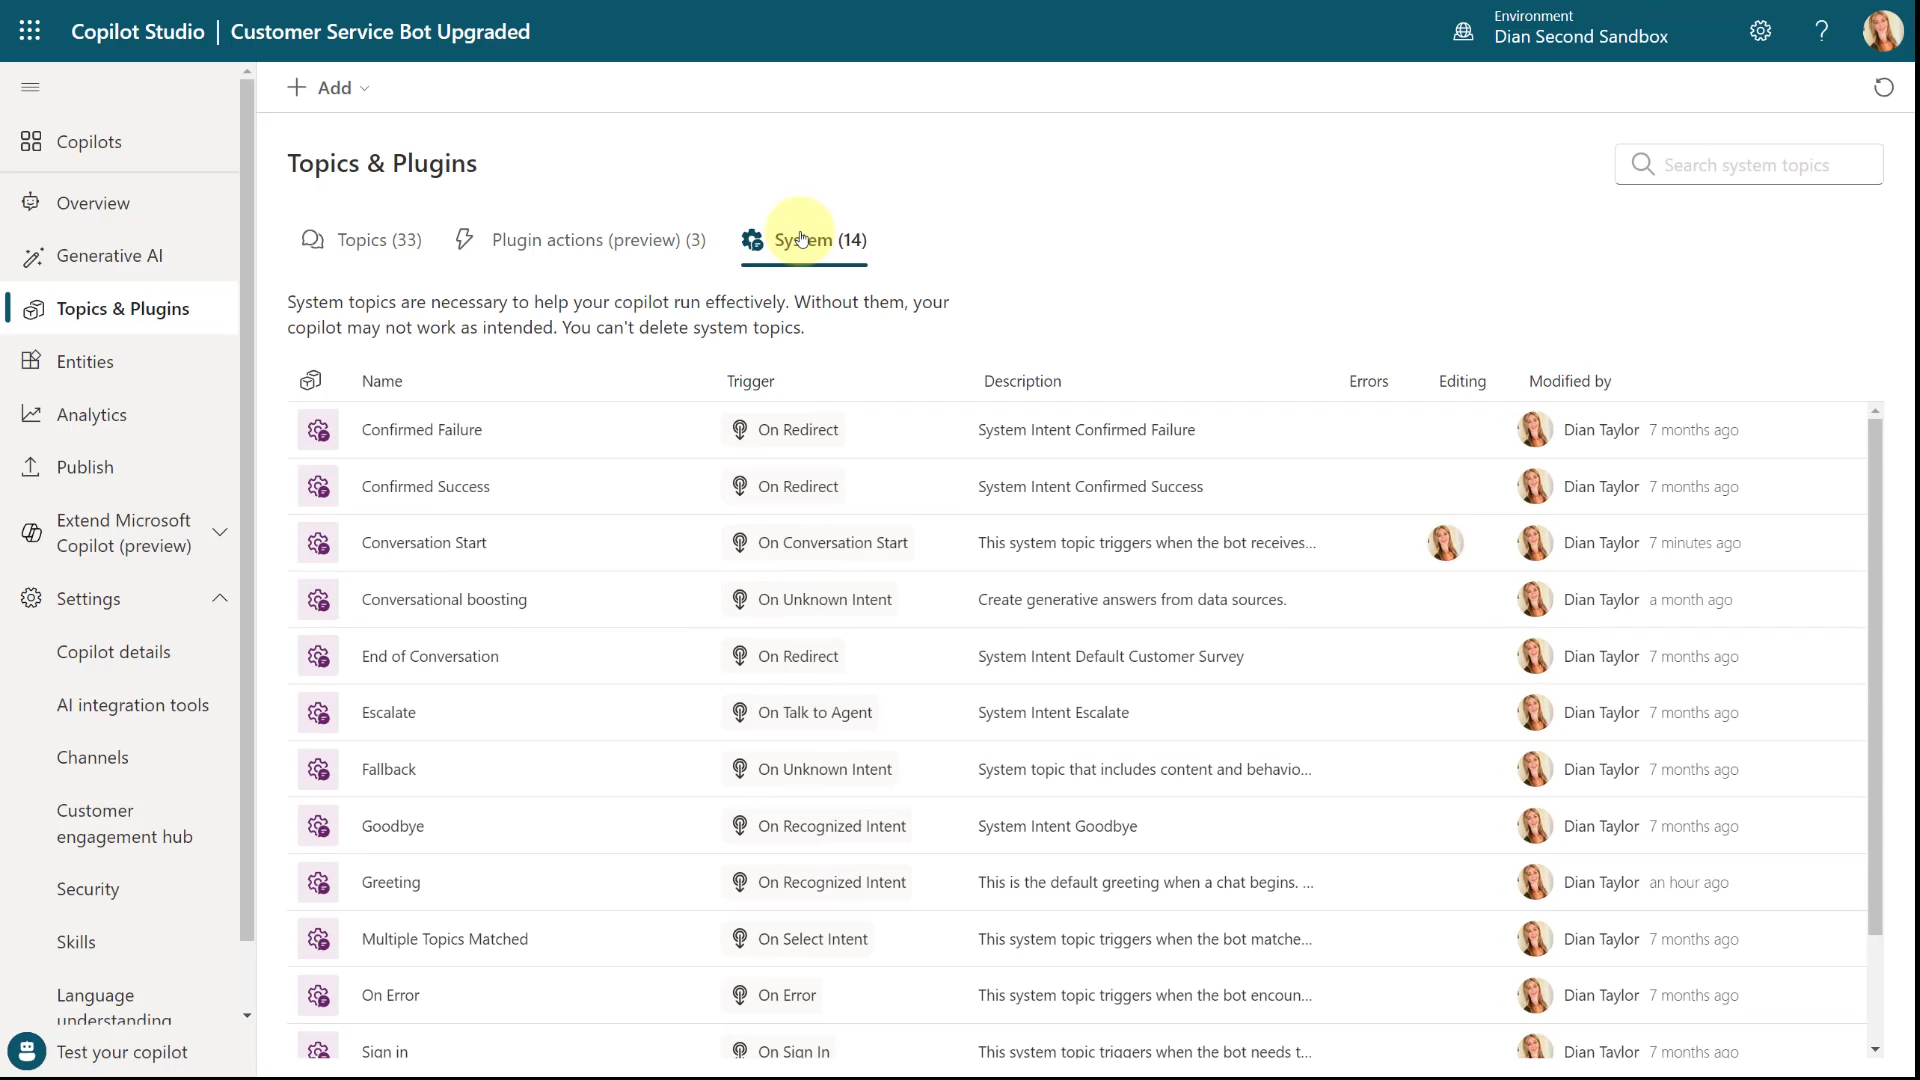 Copilot Studio | Customer Service Bot Upgraded
Environment
Dian Second Sandbox
Add
Copilots
Overview
Generative AI
Topics & Plugins
Entities
Analytics
Publish
Extend Microsoft
Copilot (preview)
Settings
Copilot details
AI integration tools
Channels
Customer
engagement hub
Security
Skills
Language
understanding
Test your copilot
Topics & Plugins
Search system topics
Topics (33)
Plugin actions (preview) (3)
System (14)
System topics are necessary to help your copilot run effectively. Without them, your
copilot may not work as intended. You can't delete system topics.
Name Trigger Description Errors Editing Modified by
Confirmed Failure On Redirect System Intent Confirmed Failure Dian Taylor 7 months ago
Confirmed Success On Redirect System Intent Confirmed Success Dian Taylor 7 months ago
Conversation Start On Conversation Start This system topic triggers when the bot receives... Dian Taylor 7 minutes ago
Conversational boosting On Unknown Intent Create generative answers from data sources. Dian Taylor a month ago
End of Conversation On Redirect System Intent Default Customer Survey Dian Taylor 7 months ago
Escalate On Talk to Agent System Intent Escalate Dian Taylor 7 months ago
Fallback On Unknown Intent System topic that includes content and behavio... Dian Taylor 7 months ago
Goodbye On Recognized Intent System Intent Goodbye Dian Taylor 7 months ago
Greeting On Recognized Intent This is the default greeting when a chat begins. ... Dian Taylor an hour ago
Multiple Topics Matched On Select Intent This system topic triggers when the bot matche... Dian Taylor 7 months ago
On Error On Error This system topic triggers when the bot encoun... Dian Taylor 7 months ago
Sign in On Sign In This system topic triggers when the bot needs t... Dian Taylor 7 months ago